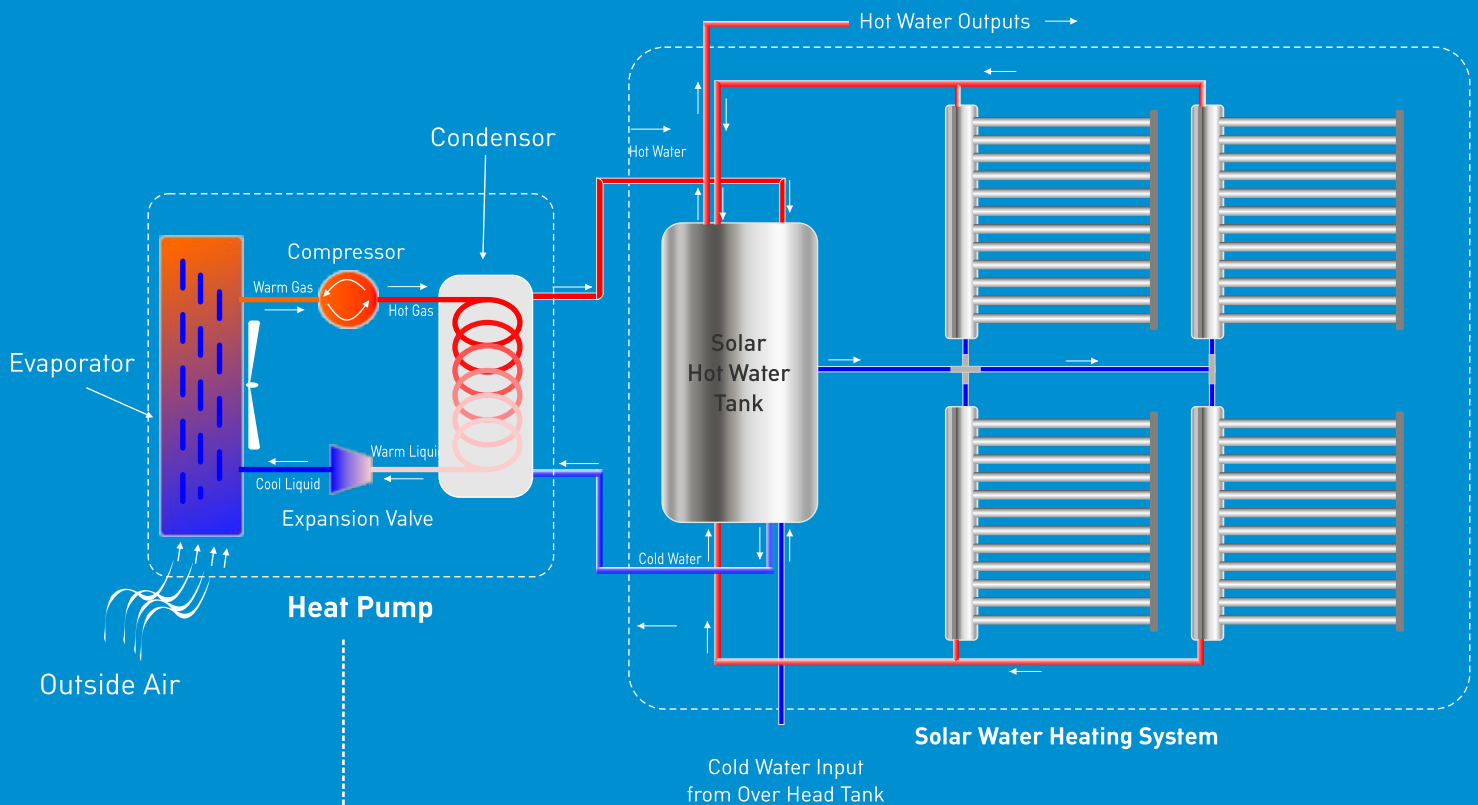 Hot Water Outputs
Condensor
Hot Water
Compressor
Warm Gas
Hot Gas
Evaporator
Solar
Hot Water
Tank
Warm Liqui
Cool Liquid
Expansion Valve
Cold Water
Heat Pump
Outside Air
Solar Water Heating System
Cold Water Input
from Over Head Tank